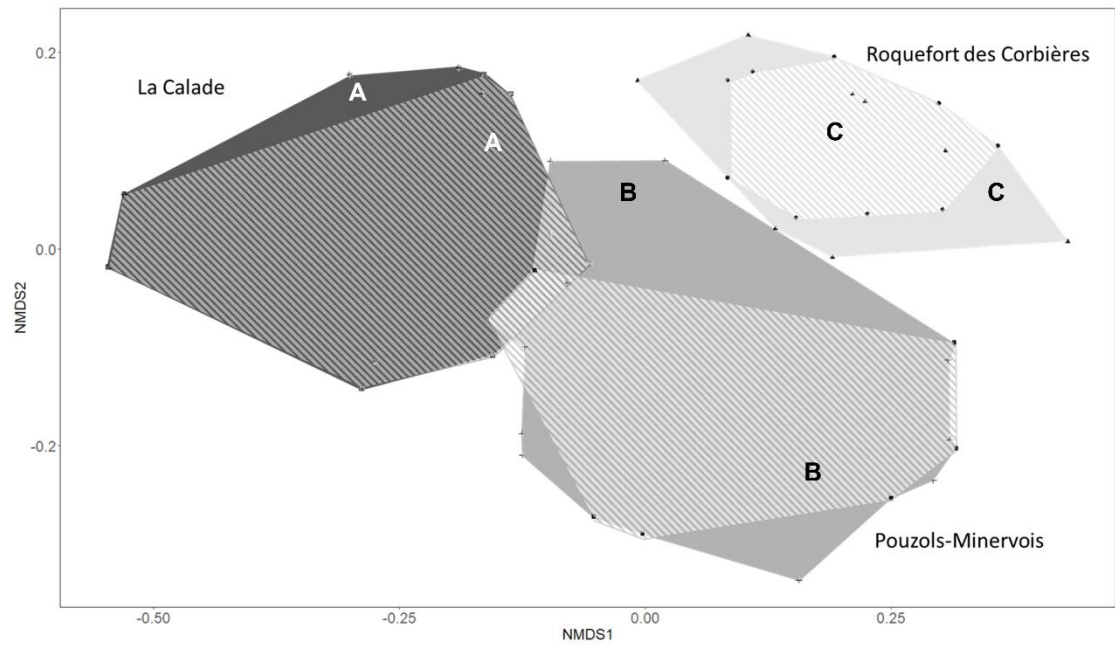 0.2
Roquefort des Corbières
La Calade
A
A
C
B
C
0.0
NMDS2
-0.2
B
Pouzols-Minervois
-0.50
-0.25
0.00
0.25
NMDS1